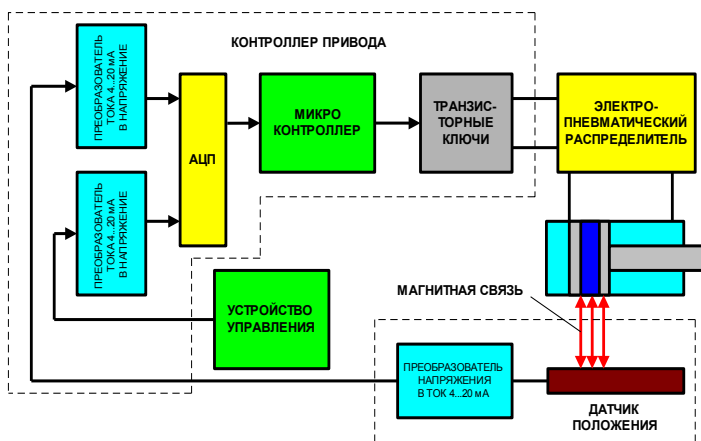 КОНТРОЛЛЕР ПРИВОДА
ПРЕОБРАЗОВАТЕЛЬ
ТОКА 4...20 мА
В НАПРЯЖЕНИЕ
АЦП
МИКРО
КОНТРОЛЛЕР
ТРАНЗИС-
ТОРНЫЕ
КЛЮЧИ
ЭЛЕКТРО-
ПНЕВМАТИЧЕСКИЙ
РАСПРЕДЕЛИТЕЛЬ
ПРЕОБРАЗОВАТЕЛЬ
ТОКА 4...20 мА
В НАПРЯЖЕНИЕ
УСТРОЙСТВО
УПРАВЛЕНИЯ
МАГНИТНАЯ СВЯЗЬ
ПРЕОБРАЗОВАТЕЛЬ
НАПРЯЖЕНИЯ
В ТОК 4...20 мА
ДАТЧИК
ПОЛОЖЕНИЯ